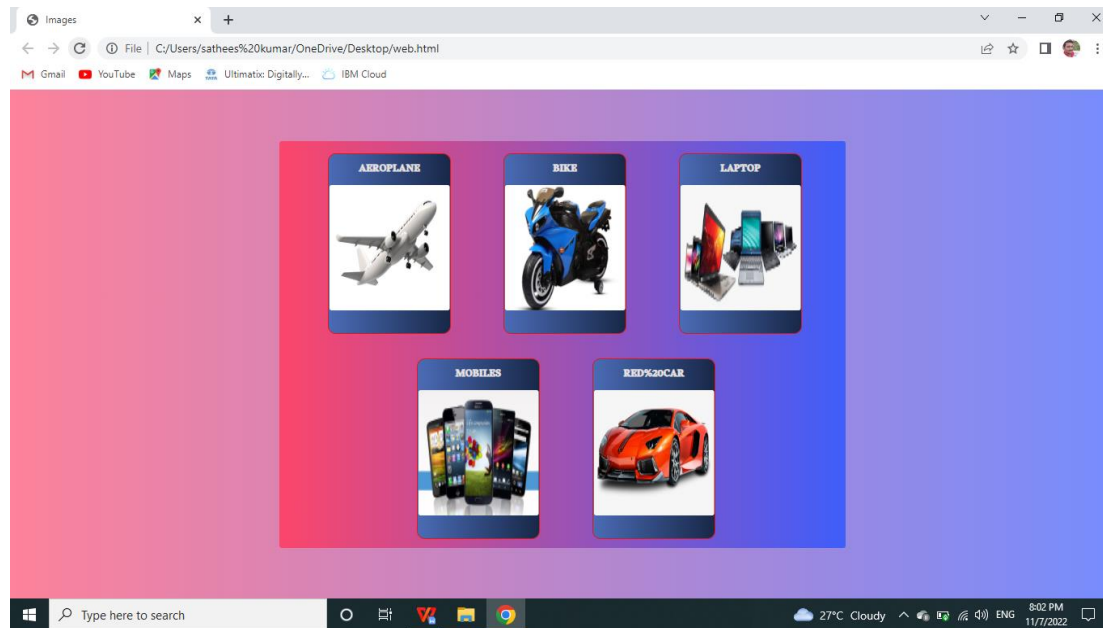 Images
File | C:/Users/sathees%20kumar/OneDrive/Desktop/web.html
Gmail YouTube Maps Ultimatix: Digitally... IBM Cloud
AEROPLANE BIKE LAPTOP
MOBILES RED%20CAR
Type here to search
27°C Cloudy ENG 8:02 PM
11/7/2022